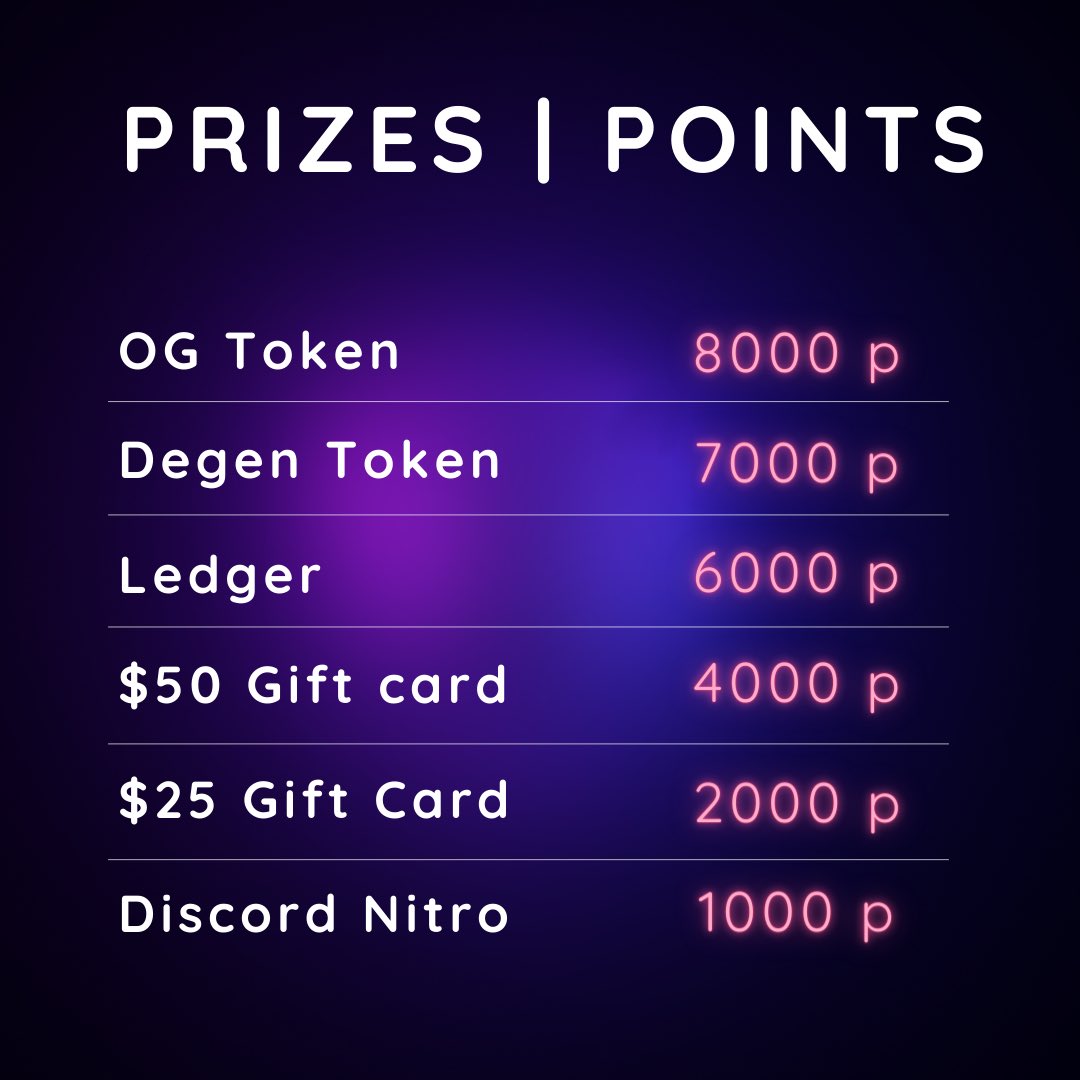 PRIZES | POINTS
OG Token 8000 p
Degen Token 7000 p
Ledger 6000 p
$50 Gift card 4000 p
$25 Gift Card 2000 p
Discord Nitro 1000 p